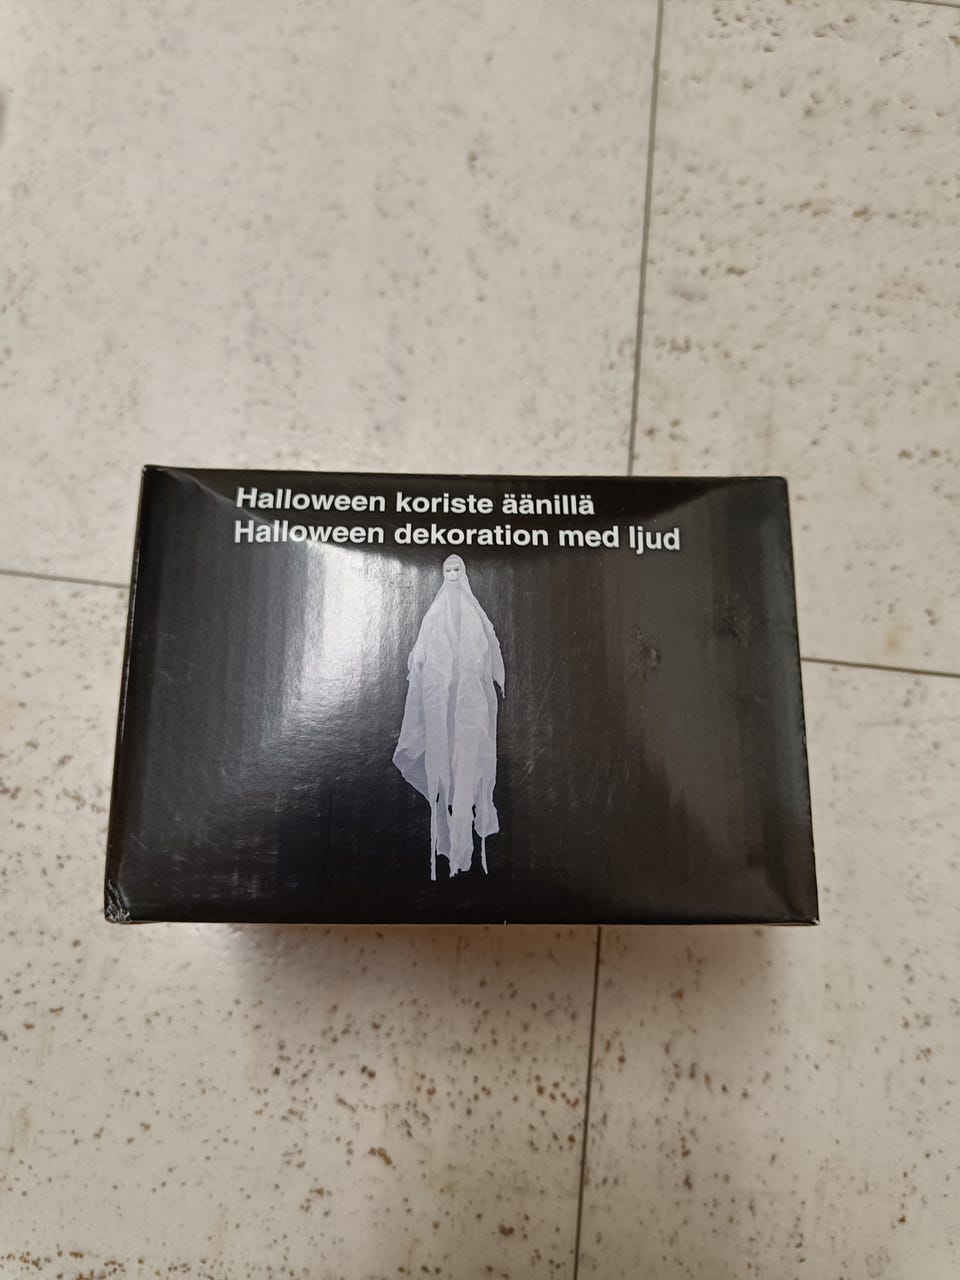 Halloween koriste äänillä
Halloween dekoration med ljud